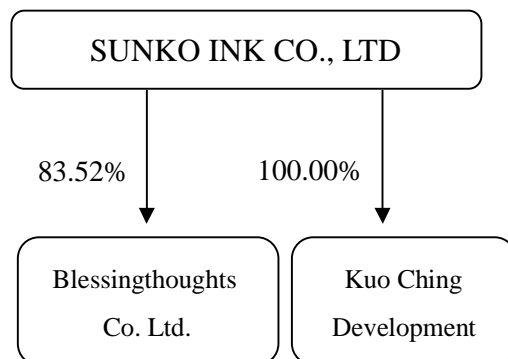 SUNKO INK CO., LTD
83.52%
100.00%
Blessingthoughts
Co. Ltd.
Kuo Ching
Development